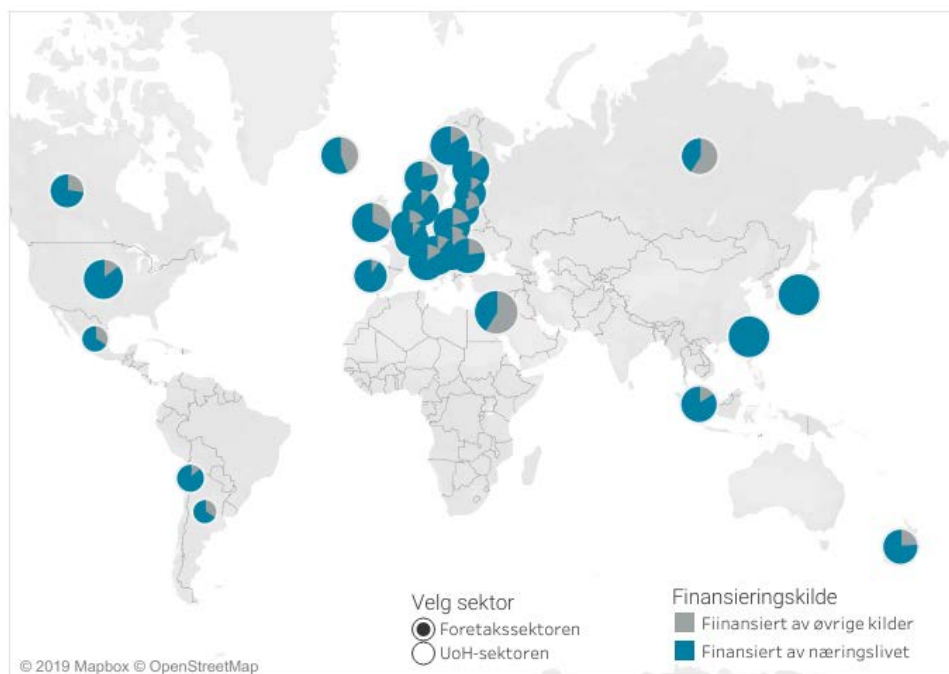 Velg sektor
Foretakssektoren
UoH-sektoren
Finansieringskilde
Fiinansiert av øvrige kilder
Finansiert av næringslivet
© 2019 Mapbox © OpenStreetMap